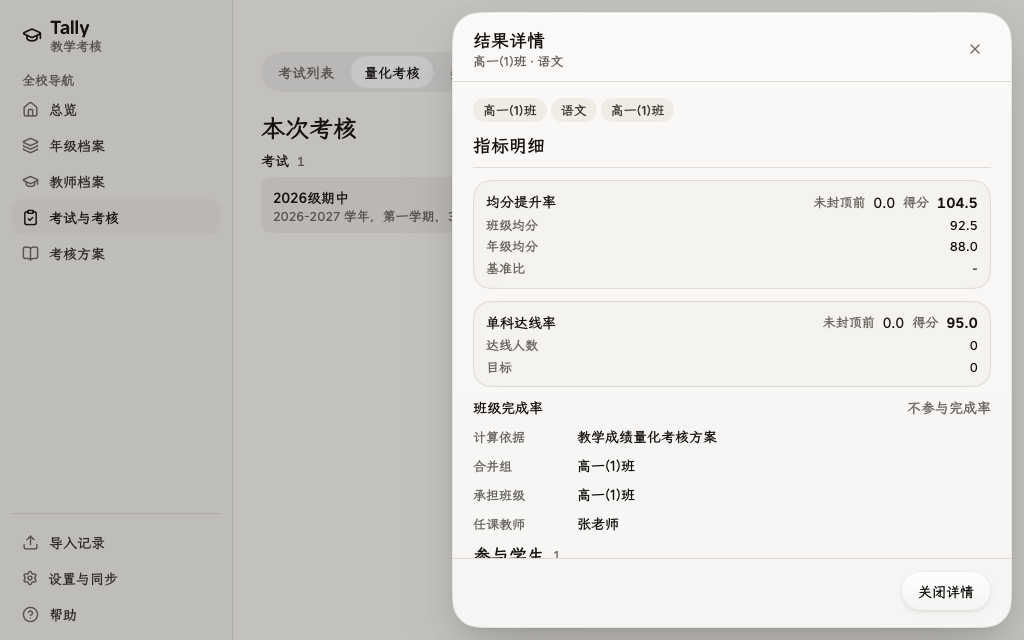 Tally
教学考核
全校导航
总览
年级档案
教师档案
考试与考核
考核方案
导入记录
设置与同步
帮助
考试列表
量化考核
本次考核
考试 1
2026级期中
2026-2027 学年，第一学期，
结果详情
高一(1)班 · 语文
高一(1)班 语文 高一(1)班
指标明细
均分提升率 未封顶前 0.0 得分 104.5
班级均分 92.5
年级均分 88.0
基准比 -
单科达线率 未封顶前 0.0 得分 95.0
达线人数 0
目标 0
班级完成率 不参与完成率
计算依据 教学成绩量化考核方案
合并组 高一(1)班
承担班级 高一(1)班
任课教师 张老师
参与学生 1
关闭详情